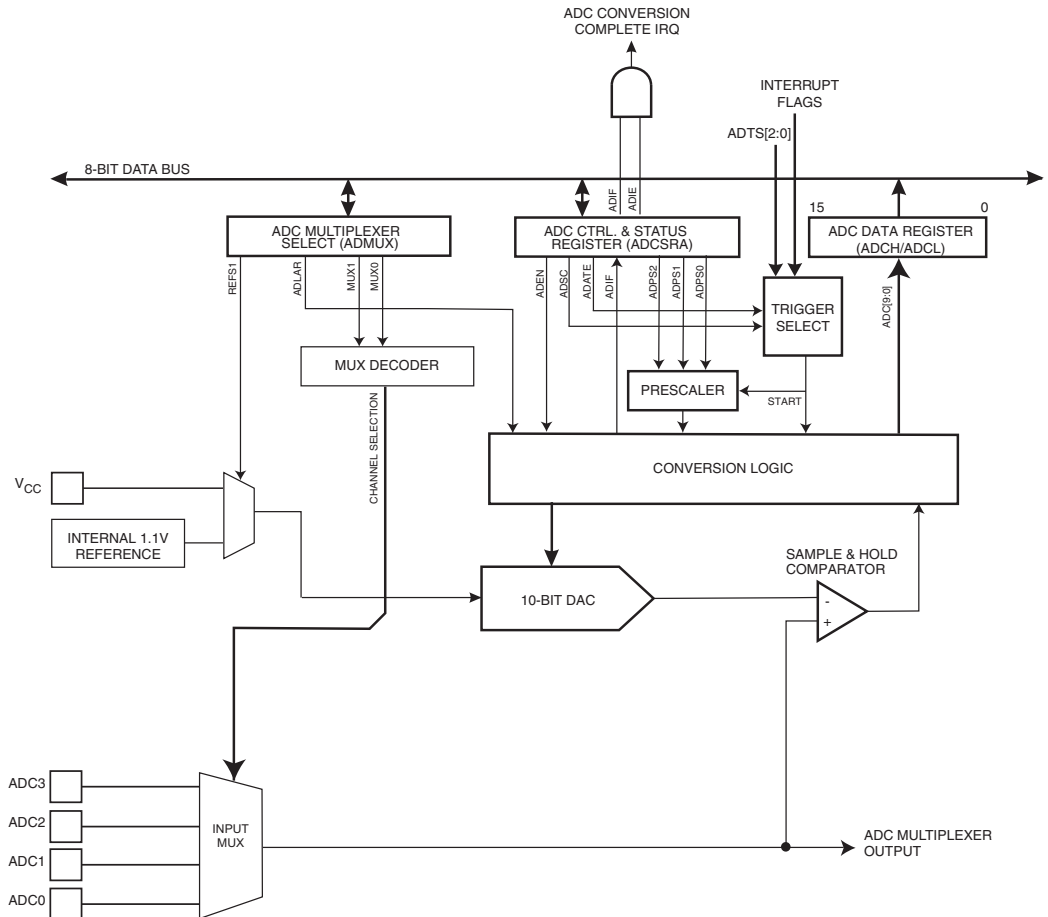 ADC CONVERSION
COMPLETE IRQ
INTERRUPT
FLAGS
ADTS[2:0]
8-BIT DATA BUS
ADIF
ADIE
15
0
ADC MULTIPLEXER
SELECT (ADMUX)
ADC CTRL. & STATUS
REGISTER (ADCSRA)
ADC DATA REGISTER
(ADCH/ADCL)
REFS1
ADLAR
MUX1
MUX0
ADEN
ADSC
ADATE
ADIF
ADPS2
ADPS1
ADPS0
ADC[9:0]
TRIGGER
SELECT
MUX DECODER
PRESCALER
START
CHANNEL SELECTION
CONVERSION LOGIC
VCC
INTERNAL 1.1V
REFERENCE
SAMPLE & HOLD
COMPARATOR
10-BIT DAC
-
+
ADC3
ADC2
ADC1
ADC0
INPUT
MUX
ADC MULTIPLEXER
OUTPUT